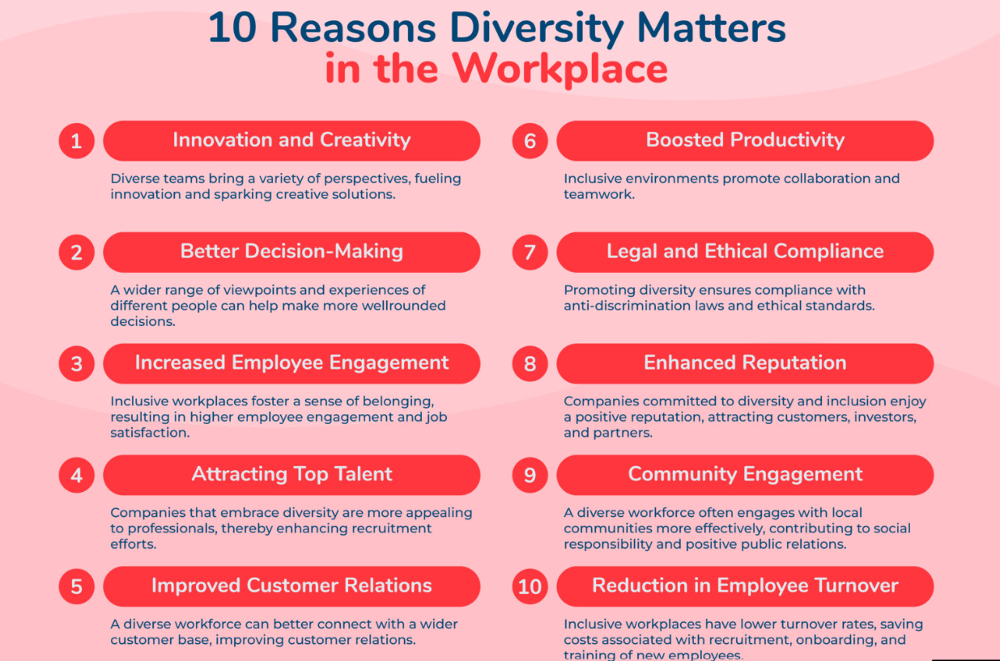 10 Reasons Diversity Matters
in the Workplace
1
Innovation and Creativity
Diverse teams bring a variety of perspectives, fueling
innovation and sparking creative solutions.
2
Better Decision-Making
A wider range of viewpoints and experiences of
different people can help make more wellrounded
decisions.
3
Increased Employee Engagement
Inclusive workplaces foster a sense of belonging,
resulting in higher employee engagement and job
satisfaction.
4
Attracting Top Talent
Companies that embrace diversity are more appealing
to professionals, thereby enhancing recruitment
efforts.
5
Improved Customer Relations
A diverse workforce can better connect with a wider
customer base, improving customer relations.
6
Boosted Productivity
Inclusive environments promote collaboration and
teamwork.
7
Legal and Ethical Compliance
Promoting diversity ensures compliance with
anti-discrimination laws and ethical standards.
8
Enhanced Reputation
Companies committed to diversity and inclusion enjoy
a positive reputation, attracting customers, investors,
and partners.
9
Community Engagement
A diverse workforce often engages with local
communities more effectively, contributing to social
responsibility and positive public relations.
10
Reduction in Employee Turnover
Inclusive workplaces have lower turnover rates, saving
costs associated with recruitment, onboarding, and
training of new employees.